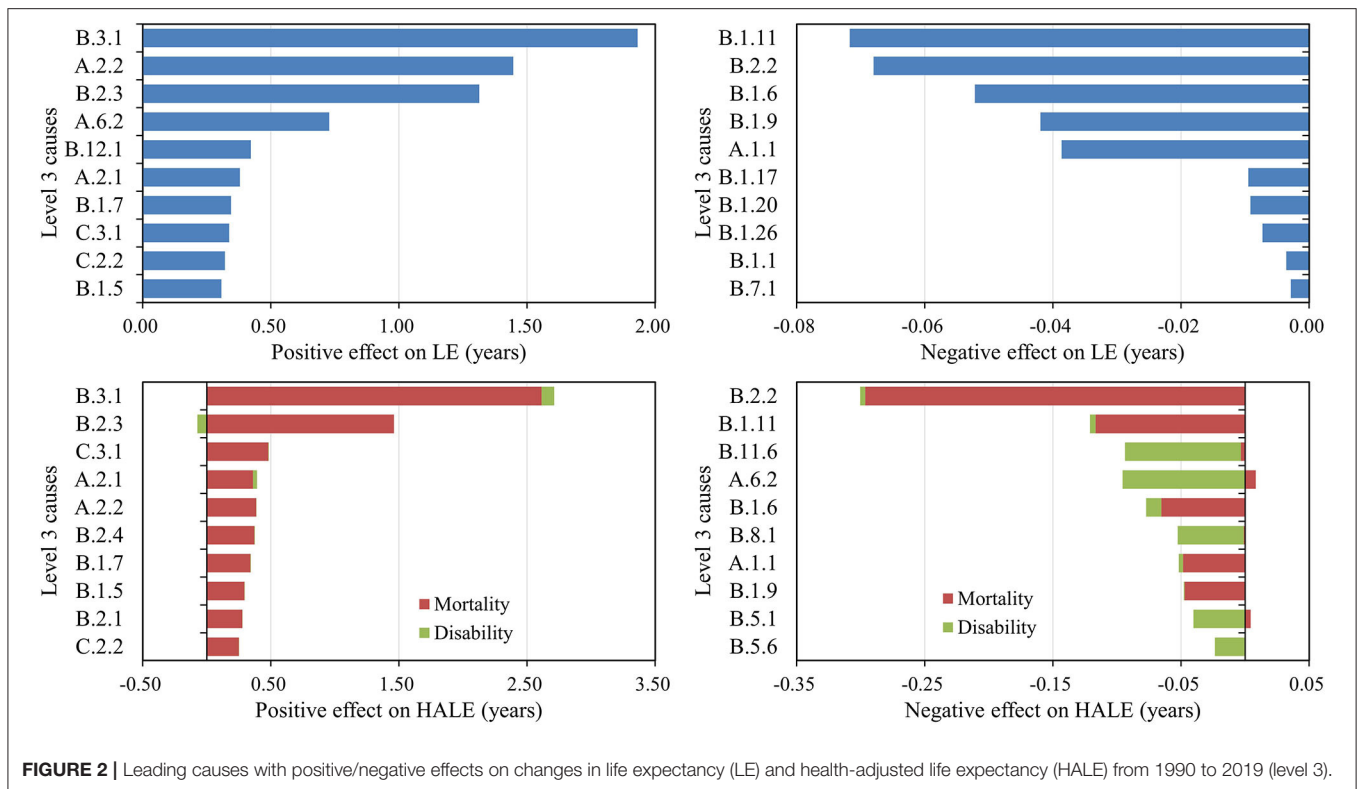 Level 3 causes
B.3.1
A.2.2
B.2.3
A.6.2
B.12.1
A.2.1
B.1.7
C.3.1
C.2.2
B.1.5
0.00 0.50 1.00 1.50 2.00
Positive effect on LE (years)
Level 3 causes
B.1.11
B.2.2
B.1.6
B.1.9
A.1.1
B.1.17
B.1.20
B.1.26
B.1.1
B.7.1
-0.08 -0.06 -0.04 -0.02 0.00
Negative effect on LE (years)
Level 3 causes
B.3.1
B.2.3
C.3.1
A.2.1
A.2.2
B.2.4
B.1.7
B.1.5
B.2.1
C.2.2
Mortality
Disability
-0.50 0.50 1.50 2.50 3.50
Positive effect on HALE (years)
Level 3 causes
B.2.2
B.1.11
B.11.6
A.6.2
B.1.6
B.8.1
A.1.1
B.1.9
B.5.1
B.5.6
Mortality
Disability
-0.35 -0.25 -0.15 -0.05 0.05
Negative effect on HALE (years)
FIGURE 2 | Leading causes with positive/negative effects on changes in life expectancy (LE) and health-adjusted life expectancy (HALE) from 1990 to 2019 (level 3).